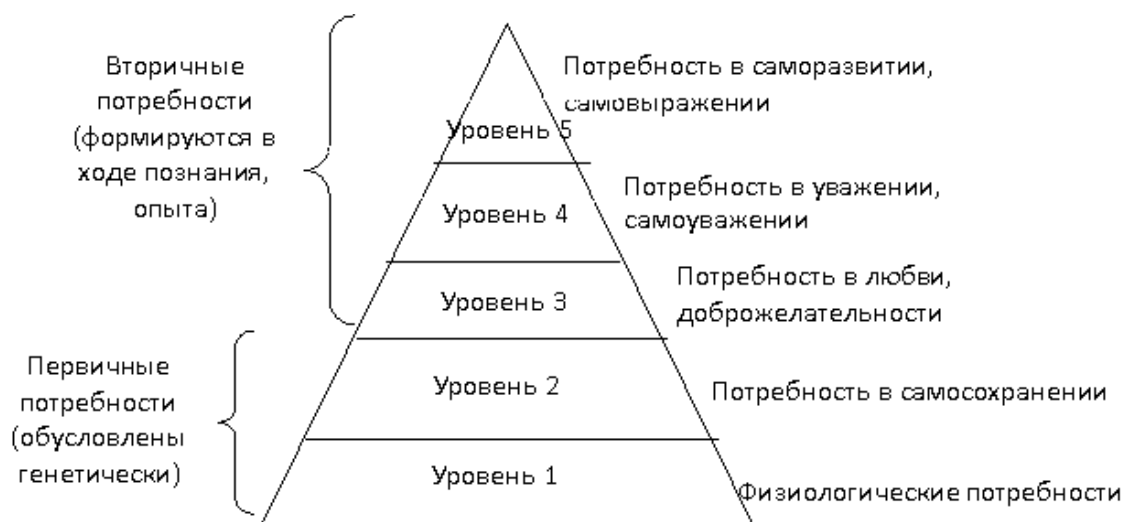 Вторичные
потребности
(формируются в
ходе познания,
опыта)
Потребность в саморазвитии,
самовыражении
Уровень 5
Уровень 4
Потребность в уважении,
самоуважении
Уровень 3
Потребность в любви,
доброжелательности
Первичные
потребности
(обусловлены
генетически)
Уровень 2
Потребность в самосохранении
Уровень 1
Физиологические потребности